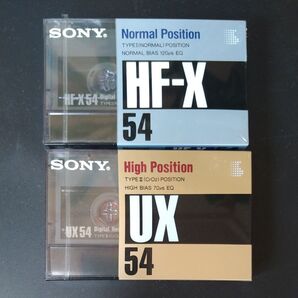 SONY
Normal Position
TYPE I (NORMAL) POSITION
NORMAL BIAS 120µs EQ
HF-X
54
HF-X 54
SONY
High Position
TYPE II (CrO2) POSITION
HIGH BIAS 70µs EQ
UX
54
UX 54